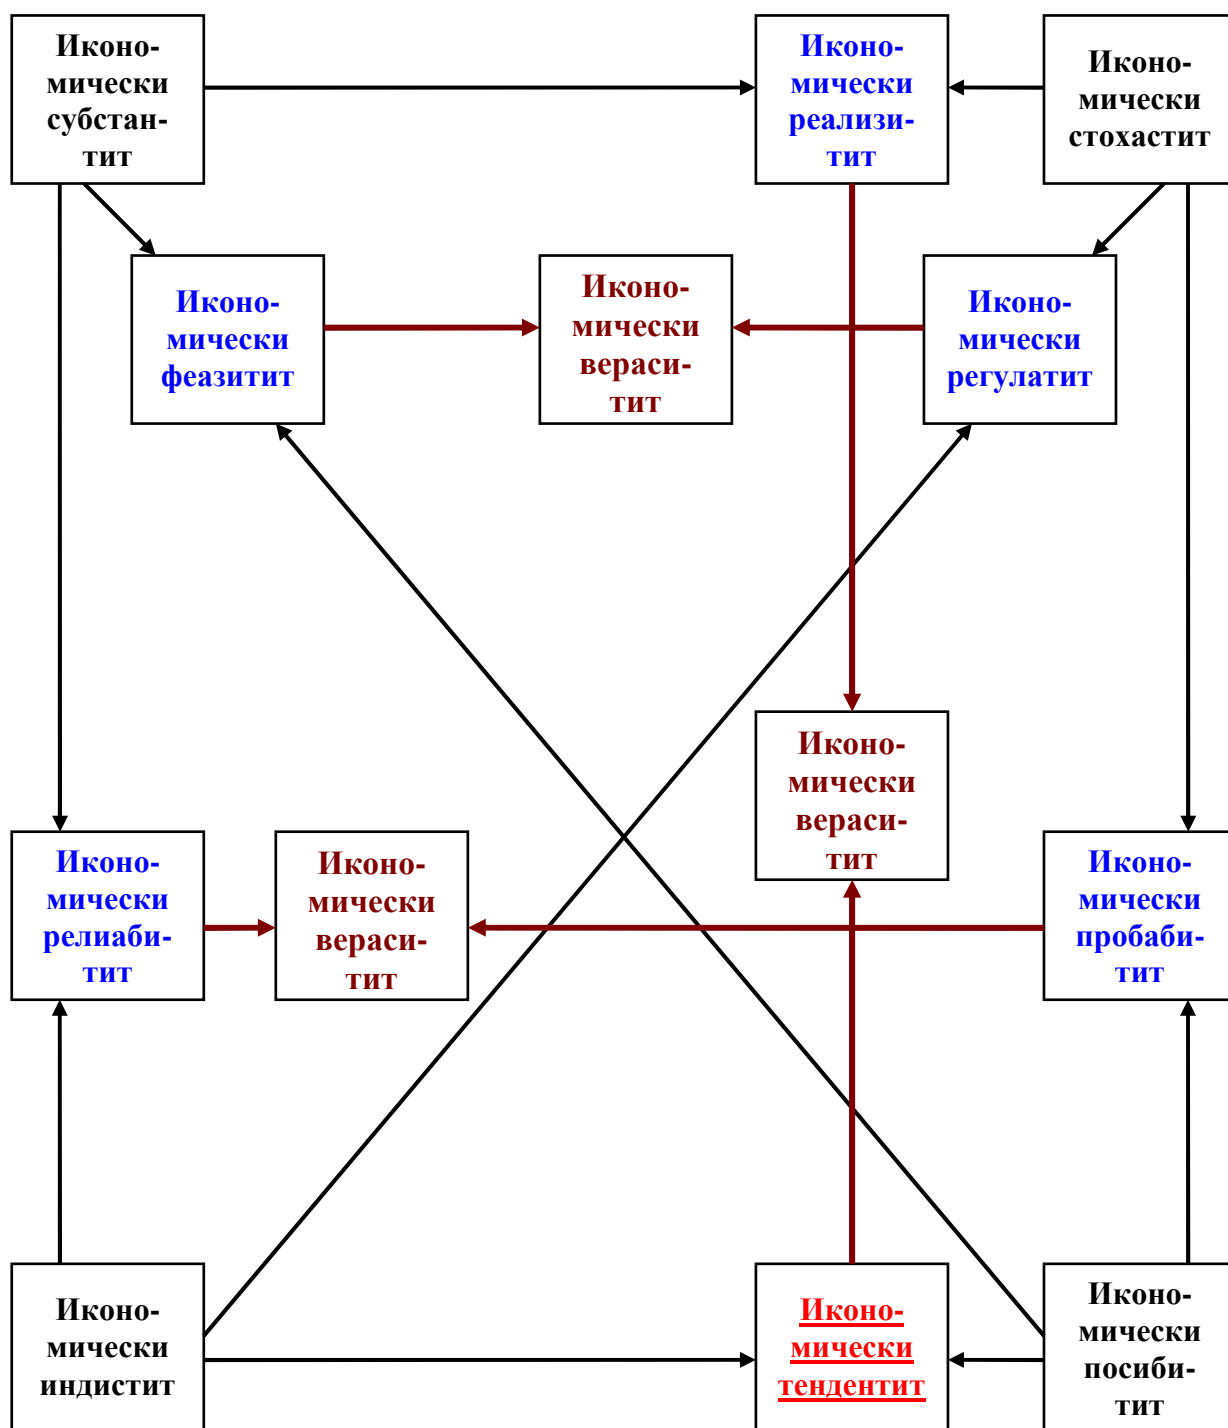 Иконо-
мически
субстан-
тит
Иконо-
мически
реализи-
тит
Иконо-
мически
стохастит
Иконо-
мически
феазитит
Иконо-
мически
вераси-
тит
Иконо-
мически
регулатит
Иконо-
мически
вераси-
тит
Иконо-
мически
релиаби-
тит
Иконо-
мически
вераси-
тит
Иконо-
мически
пробаби-
тит
Иконо-
мически
индистит
Иконо-
мически
тендентит
Иконо-
мически
посиби-
тит